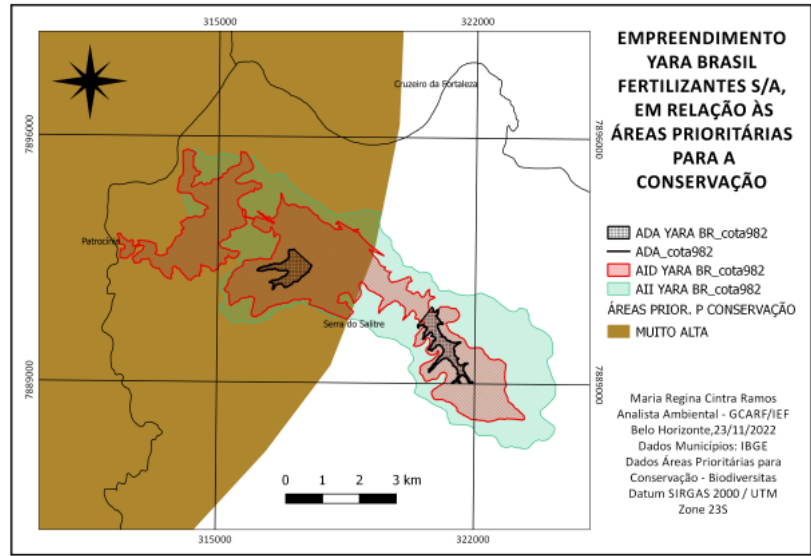 315000
322000
EMPREENDIMENTO
YARA BRASIL
FERTILIZANTES S/A,
EM RELAÇÃO ÀS
ÁREAS PRIORITÁRIAS
PARA A
CONSERVAÇÃO
Cruzeiro da Fortaleza
7896000
7896000
Patrocínio
Serra do Salitre
7889000
7889000
0 1 2 3 km
315000
322000
ADA YARA BR_cota982
ADA_cota982
AID YARA BR_cota982
AII YARA BR_cota982
ÁREAS PRIOR. P CONSERVAÇÃO
MUITO ALTA
Maria Regina Cintra Ramos
Analista Ambiental - GCARF/IEF
Belo Horizonte,23/11/2022
Dados Municípios: IBGE
Dados Áreas Prioritárias para
Conservação - Biodiversitas
Datum SIRGAS 2000 / UTM
Zone 23S